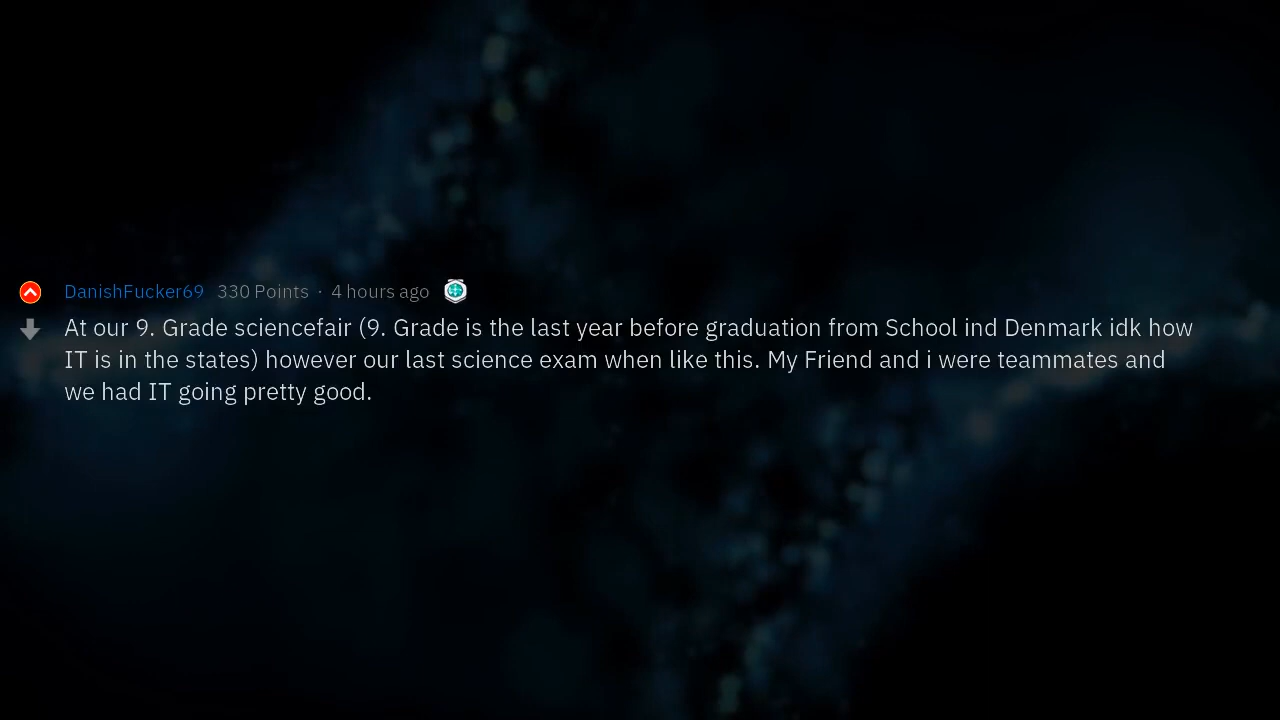 DanishFucker69 330 Points · 4 hours ago
At our 9. Grade sciencefair (9. Grade is the last year before graduation from School ind Denmark idk how
IT is in the states) however our last science exam when like this. My Friend and i were teammates and
we had IT going pretty good.